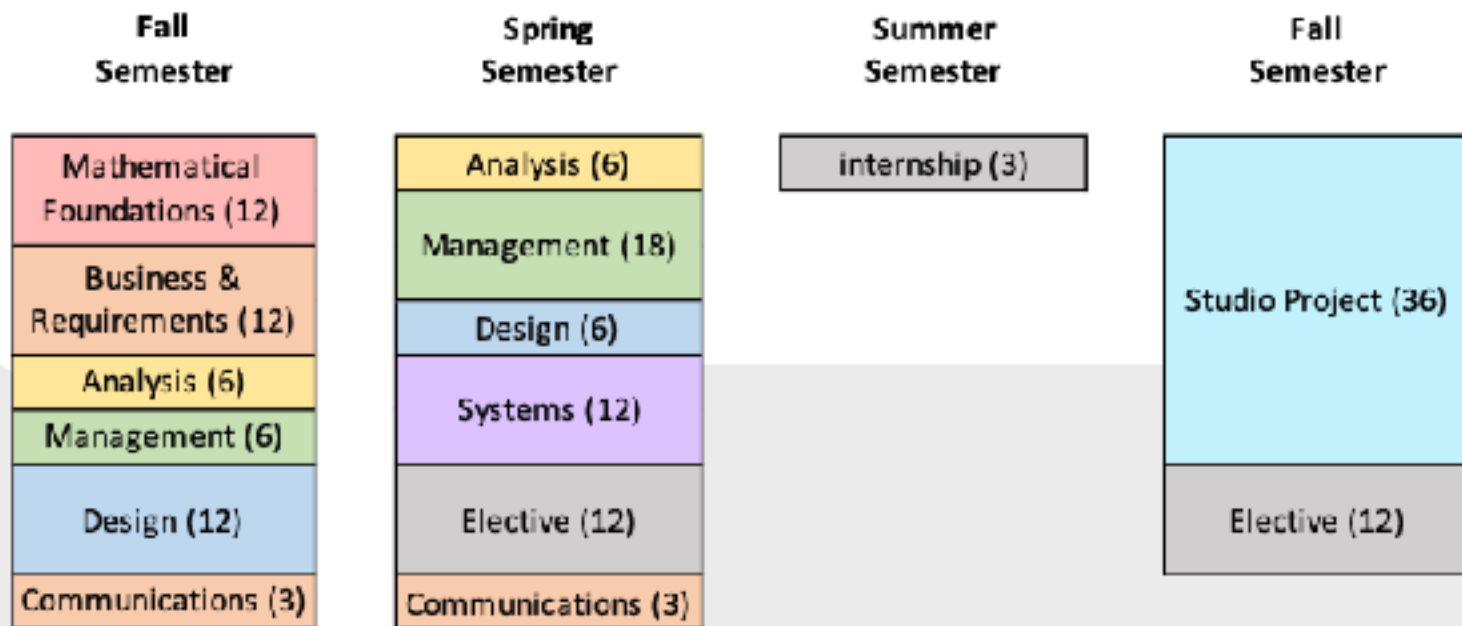 Fall
Semester
Mathematical
Foundations (12)
Business &
Requirements (12)
Analysis (6)
Management (6)
Design (12)
Communications (3)
Spring
Semester
Analysis (6)
Management (18)
Design (6)
Systems (12)
Elective (12)
Communications (3)
Summer
Semester
internship (3)
Fall
Semester
Studio Project (36)
Elective (12)